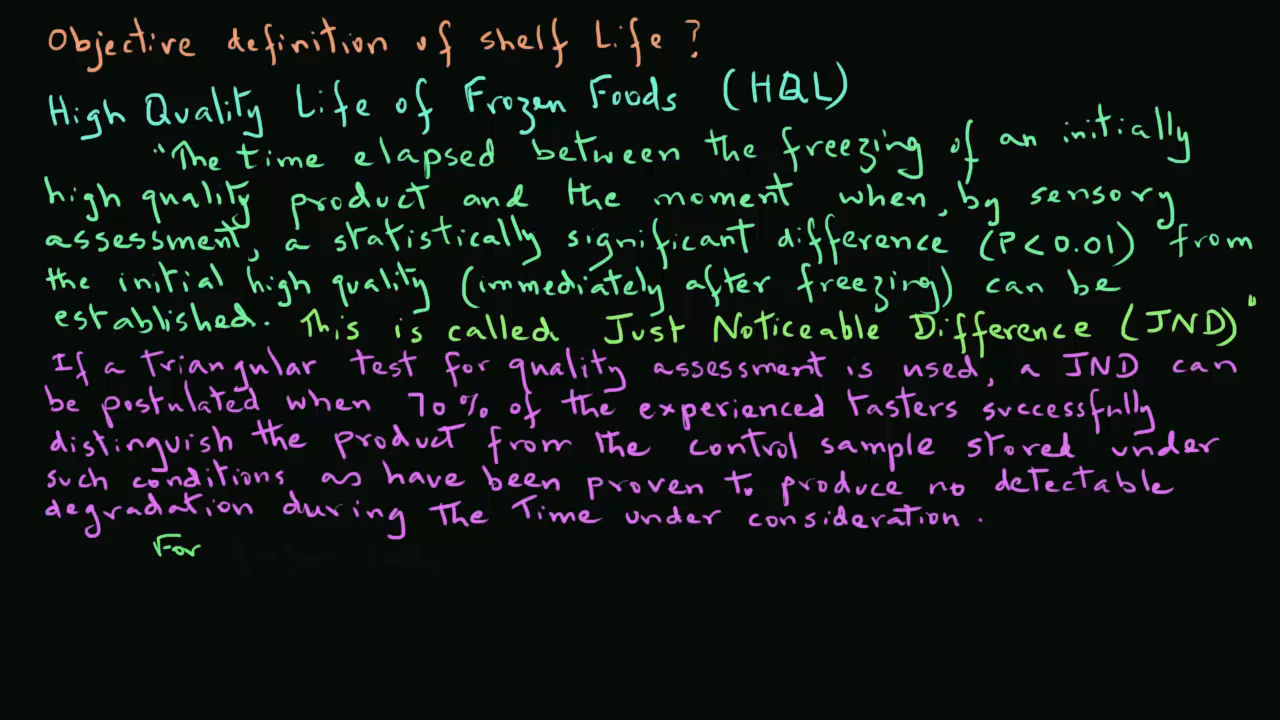 Objective definition of shelf Life ?
High Quality Life of Frozen Foods (HQL)
"The time elapsed between the freezing of an initially
high quality product and the moment when, by sensory
assessment, a statistically significant difference (P<0.01) from
the initial high quality (immediately after freezing) can be
established. This is called Just Noticeable Difference (JND)"
If a Triangular test for quality assessment is used, a JND can
be postulated when 70% of the experienced tasters successfully
distinguish the product from the control sample stored under
such conditions as have been proven to produce no detectable
degradation during the Time under consideration.
For